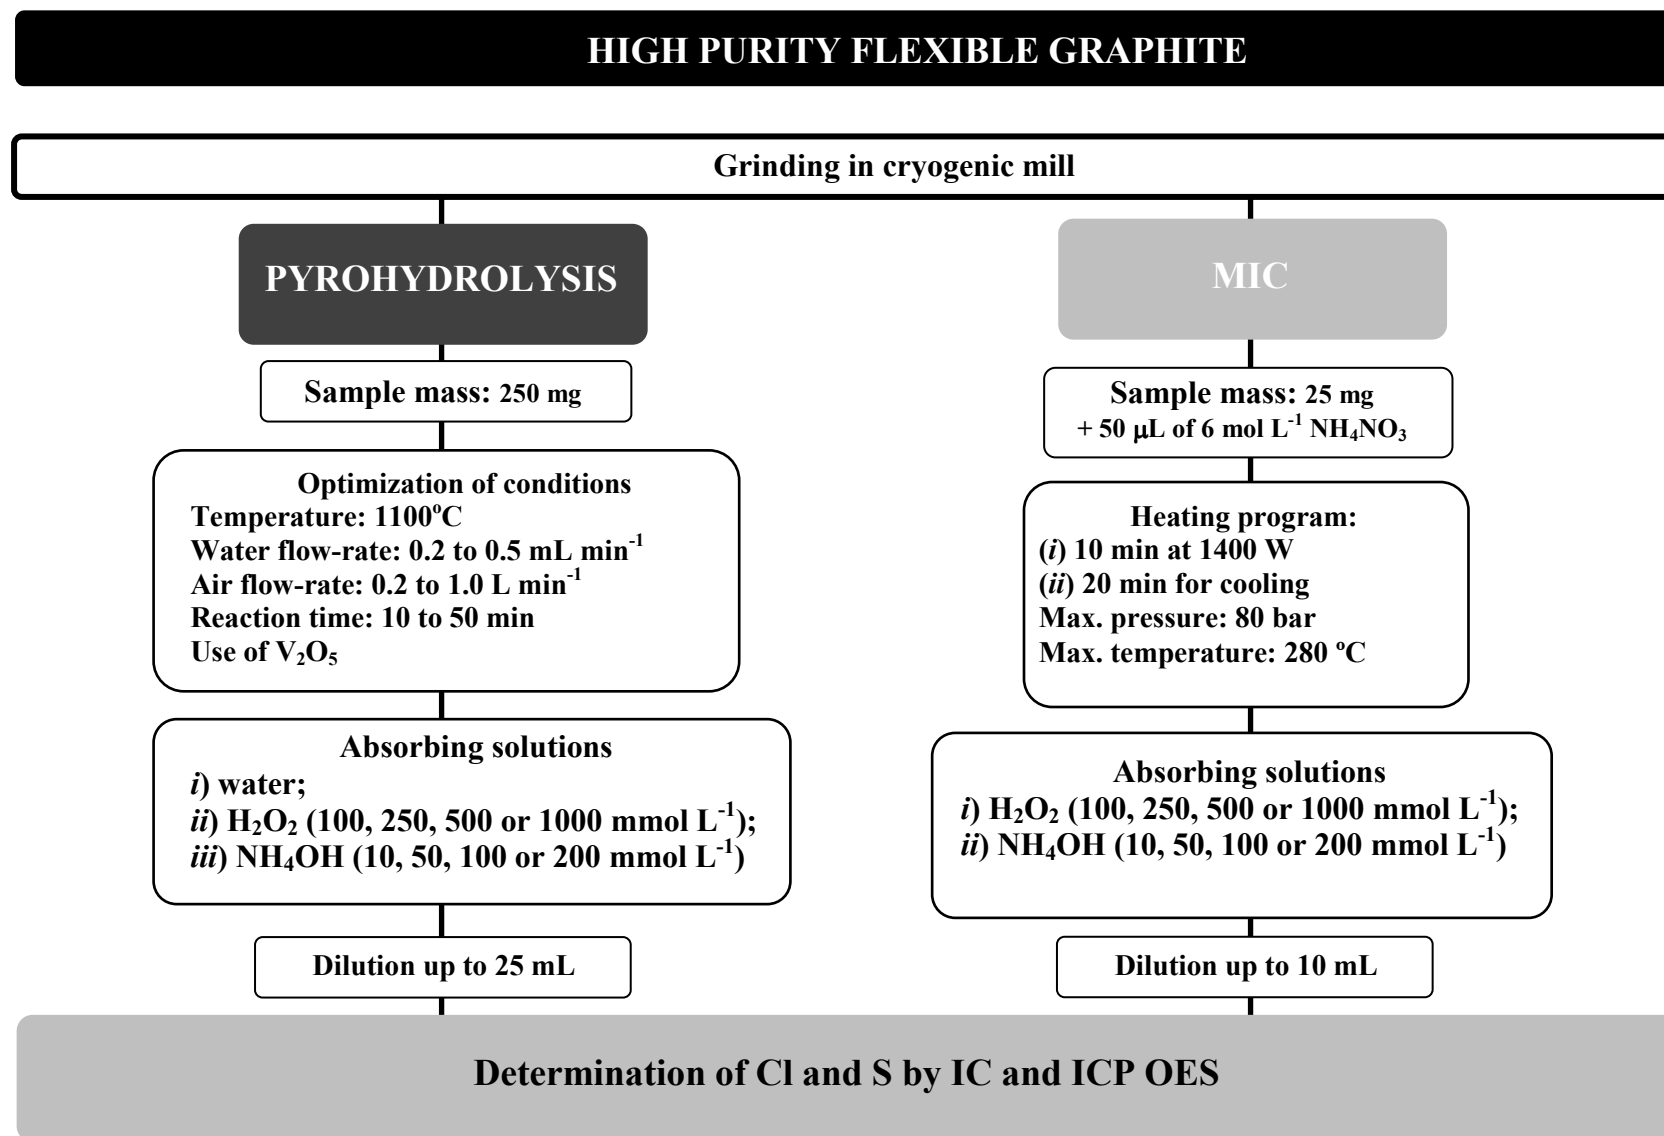 HIGH PURITY FLEXIBLE GRAPHITE
Grinding in cryogenic mill
PYROHYDROLYSIS
Sample mass: 250 mg
Optimization of conditions
Temperature: 1100ºC
Water flow-rate: 0.2 to 0.5 mL min⁻¹
Air flow-rate: 0.2 to 1.0 L min⁻¹
Reaction time: 10 to 50 min
Use of V₂O₅
Absorbing solutions
i) water;
ii) H₂O₂ (100, 250, 500 or 1000 mmol L⁻¹);
iii) NH₄OH (10, 50, 100 or 200 mmol L⁻¹)
Dilution up to 25 mL
MIC
Sample mass: 25 mg
+ 50 μL of 6 mol L⁻¹ NH₄NO₃
Heating program:
(i) 10 min at 1400 W
(ii) 20 min for cooling
Max. pressure: 80 bar
Max. temperature: 280 ºC
Absorbing solutions
i) H₂O₂ (100, 250, 500 or 1000 mmol L⁻¹);
ii) NH₄OH (10, 50, 100 or 200 mmol L⁻¹)
Dilution up to 10 mL
Determination of Cl and S by IC and ICP OES